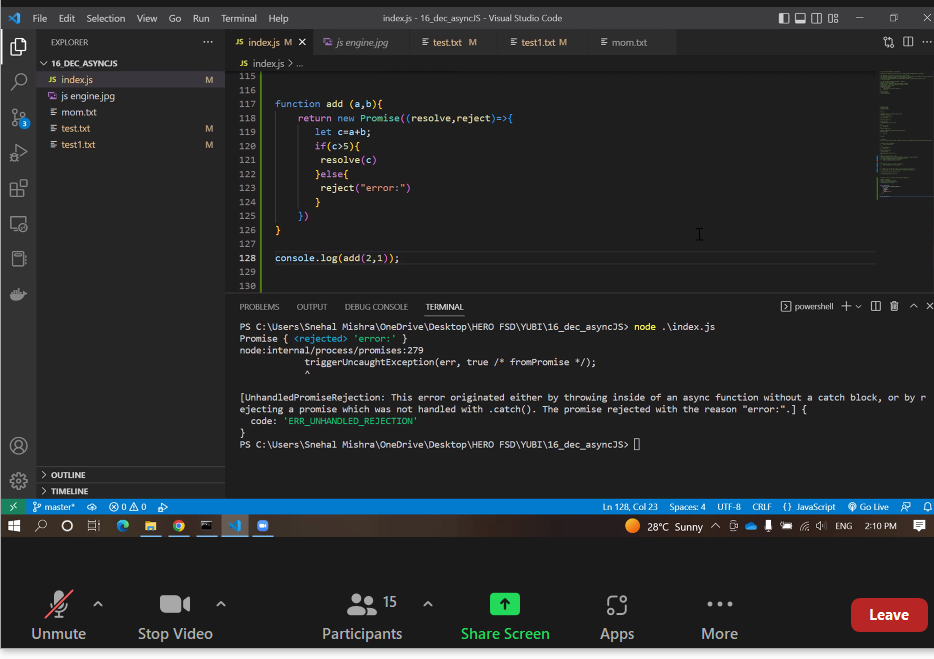 File Edit Selection View Go Run Terminal Help
index.js - 16_dec_asyncJS - Visual Studio Code
EXPLORER
JS index.js M
js engine.jpg
test.txt M
test1.txt M
mom.txt
16_DEC_ASYNCJS
JS index.js > ...
JS index.js M
js engine.jpg
mom.txt
test.txt M
test1.txt M
3
115
116
117 function add (a,b){
118 return new Promise((resolve,reject)=>{
119 let c=a+b;
120 if(c>5){
121 resolve(c)
122 }else{
123 reject("error:")
124 }
125 })
126 }
127
128 console.log(add(2,1));
129
130
PROBLEMS OUTPUT DEBUG CONSOLE TERMINAL
powershell
PS C:\Users\Snehal Mishra\OneDrive\Desktop\HERO FSD\YUBI\16_dec_asyncJS> node .\index.js
Promise { <rejected> 'error:' }
node:internal/process/promises:279
triggerUncaughtException(err, true /* fromPromise */);
^
[UnhandledPromiseRejection: This error originated either by throwing inside of an async function without a catch block, or by r
ejecting a promise which was not handled with .catch(). The promise rejected with the reason "error:".] {
code: 'ERR_UNHANDLED_REJECTION'
}
PS C:\Users\Snehal Mishra\OneDrive\Desktop\HERO FSD\YUBI\16_dec_asyncJS>
OUTLINE
TIMELINE
master* 0 0
Ln 128, Col 23 Spaces: 4 UTF-8 CRLF {} JavaScript Go Live
28°C Sunny ENG 2:10 PM
15
Unmute Stop Video Participants Share Screen Apps More Leave